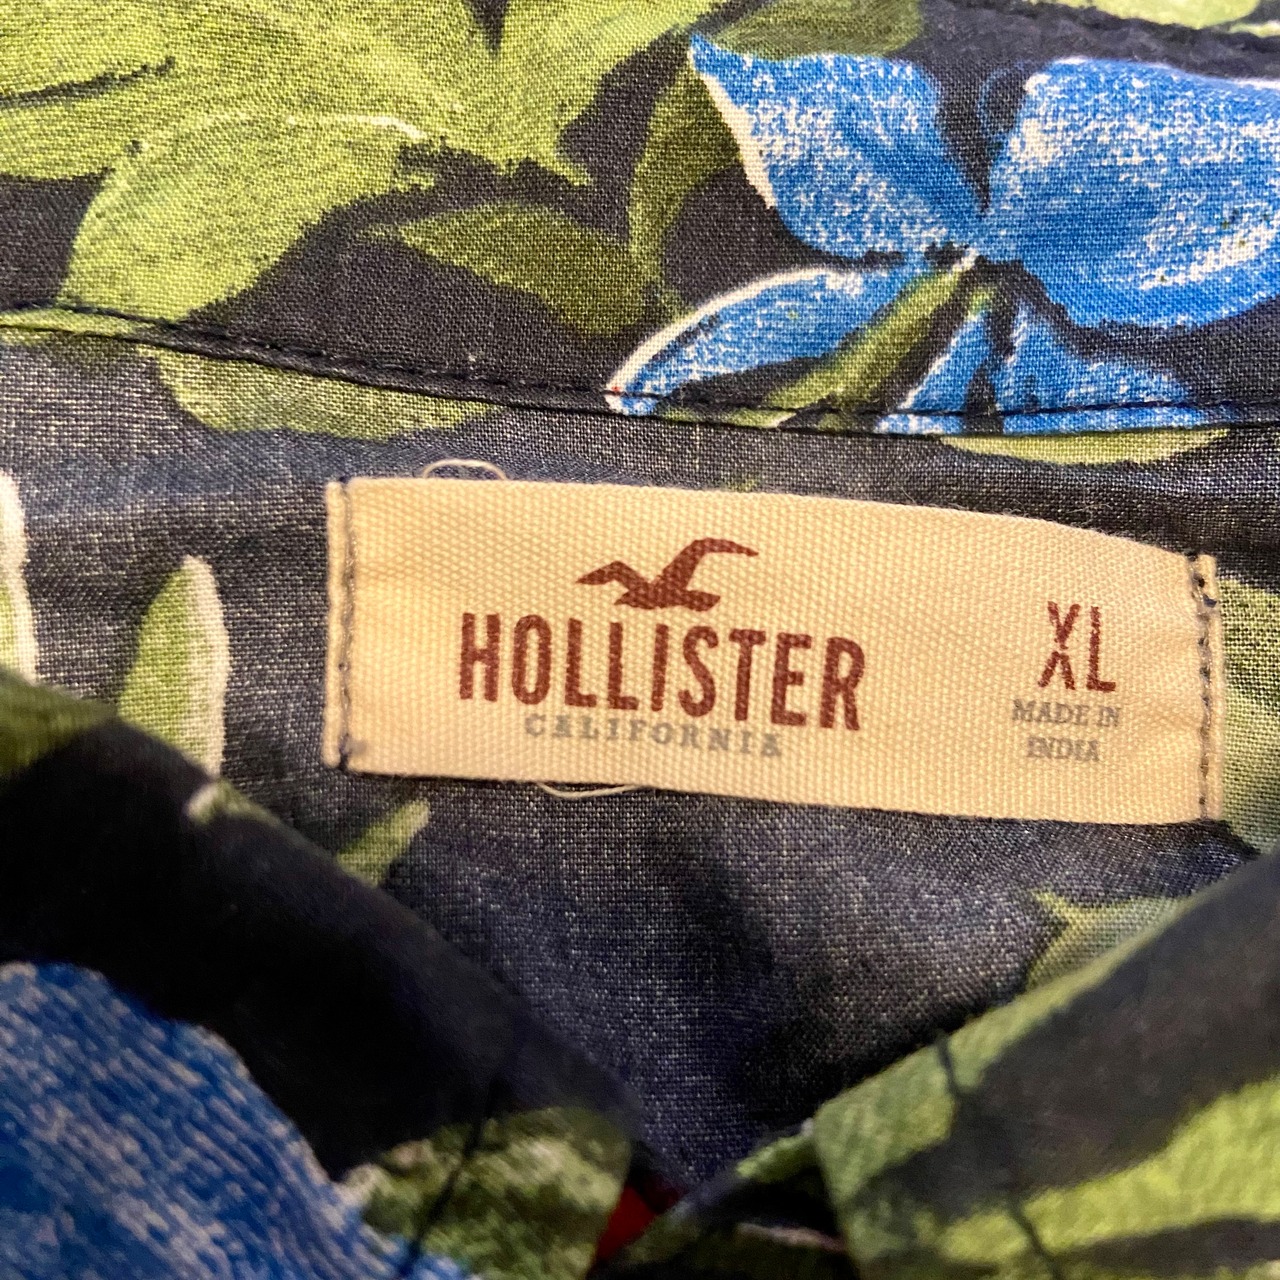 HOLLISTER
CALIFORNIA
XL
MADE IN
INDIA